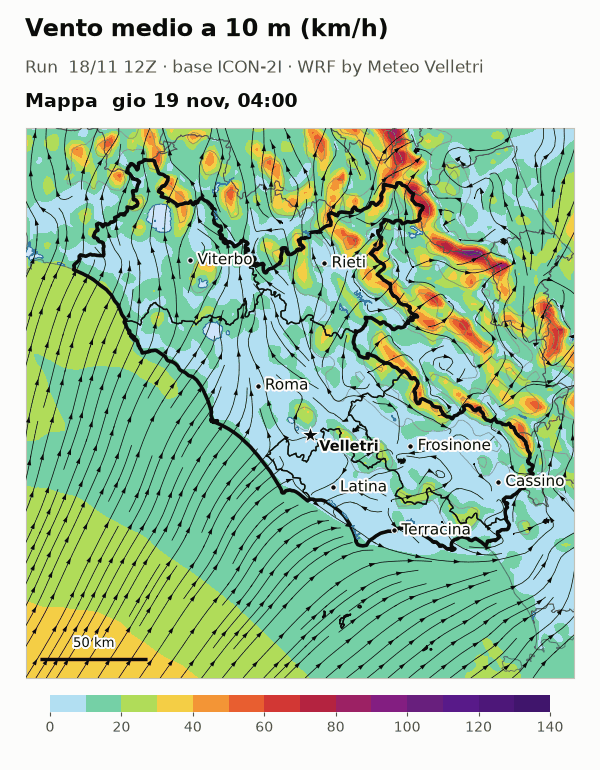 Vento medio a 10 m (km/h)
Run  18/11 12Z · base ICON-2I · WRF by Meteo Velletri
Mappa  gio 19 nov, 04:00
Viterbo
Rieti
Roma
Velletri
Frosinone
Latina
Cassino
Terracina
50 km
0 20 40 60 80 100 120 140